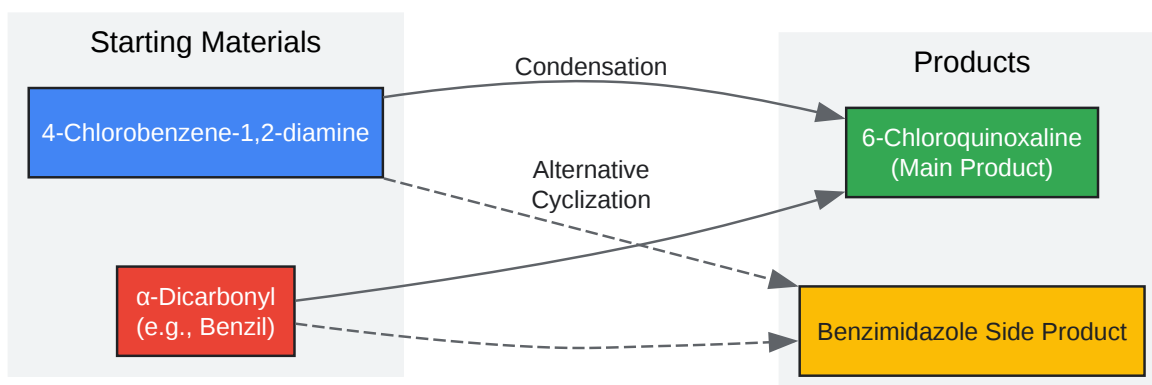 Starting Materials
4-Chlorobenzene-1,2-diamine
α-Dicarbonyl
(e.g., Benzil)
Condensation
Alternative
Cyclization
Products
6-Chloroquinoxaline
(Main Product)
Benzimidazole Side Product